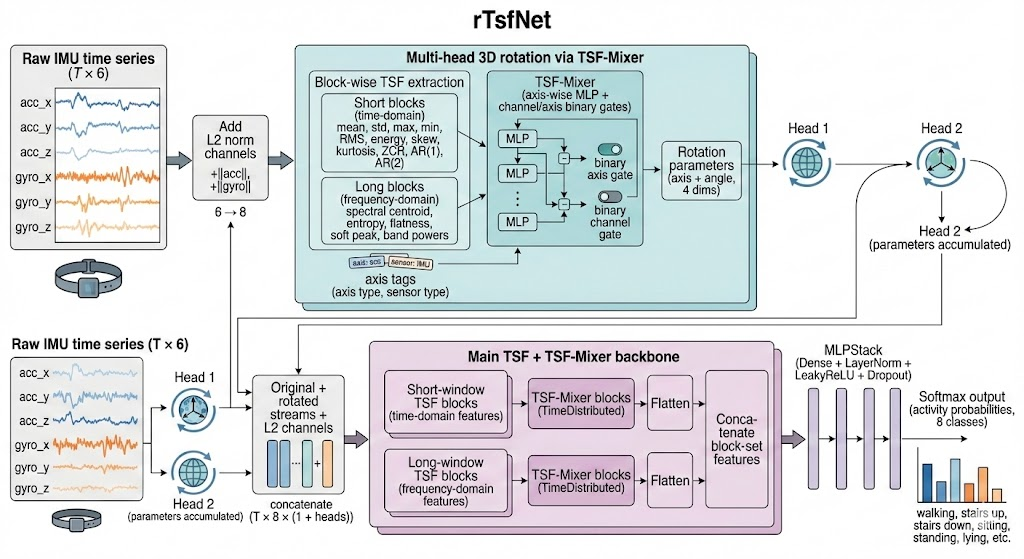 rTsfNet
Raw IMU time series
(T × 6)
acc_x
acc_y
acc_z
gyro_x
gyro_y
gyro_z
Add
L2 norm
channels
+||acc||,
+||gyro||
6 → 8
Multi-head 3D rotation via TSF-Mixer
Block-wise TSF extraction
Short blocks
(time-domain)
mean, std, max, min,
RMS, energy, skew,
kurtosis, ZCR, AR(1),
AR(2)
Long blocks
(frequency-domain)
spectral centroid,
entropy, flatness,
soft peak, band powers
sensor: IMU
axis tags
(axis type, sensor type)
TSF-Mixer
(axis-wise MLP +
channel/axis binary gates)
MLP
MLP
⋮
MLP
binary
axis gate
binary
channel
gate
Rotation
parameters
(axis + angle,
4 dims)
Head 1
Head 2
Head 2
(parameters accumulated)
Raw IMU time series (T × 6)
acc_x
acc_y
acc_z
gyro_x
gyro_y
gyro_z
Head 1
Head 2
(parameters accumulated)
Original +
rotated
streams +
L2 channels
... +
concatenate
(T × 8 × (1 + heads))
Main TSF + TSF-Mixer backbone
Short-window
TSF blocks
(time-domain features)
TSF-Mixer blocks
(TimeDistributed)
Flatten
Long-window
TSF blocks
(frequency-domain
features)
TSF-Mixer blocks
(TimeDistributed)
Flatten
Conca-
tenate
block-set
features
MLPStack
(Dense + LayerNorm +
LeakyReLU + Dropout)
Softmax output
(activity probabilities,
8 classes)
walking, stairs up,
stairs down, sitting,
standing, lying, etc.